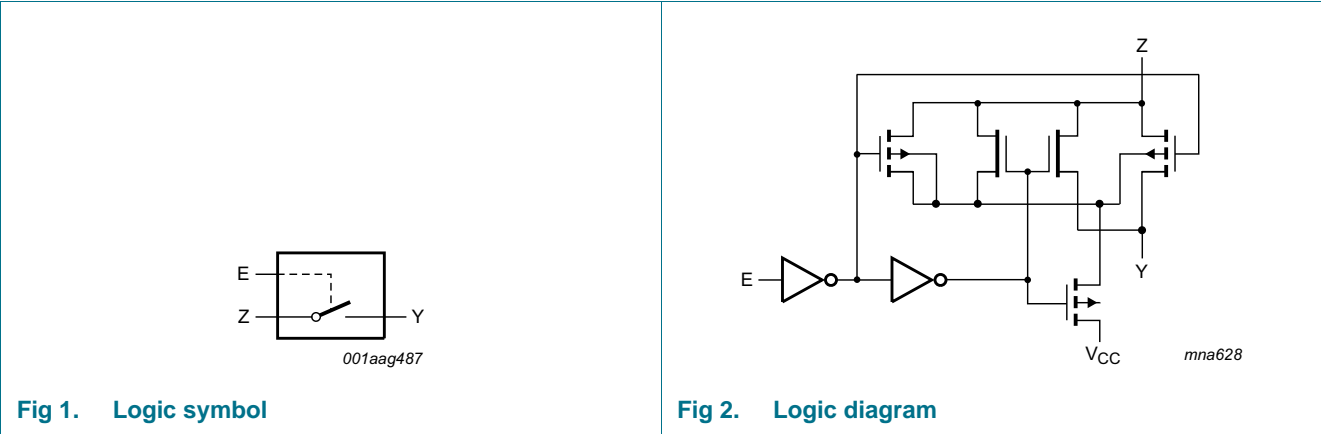 E
Z
Y
001aag487
Fig 1. Logic symbol
Z
E
Y
VCC
mna628
Fig 2. Logic diagram